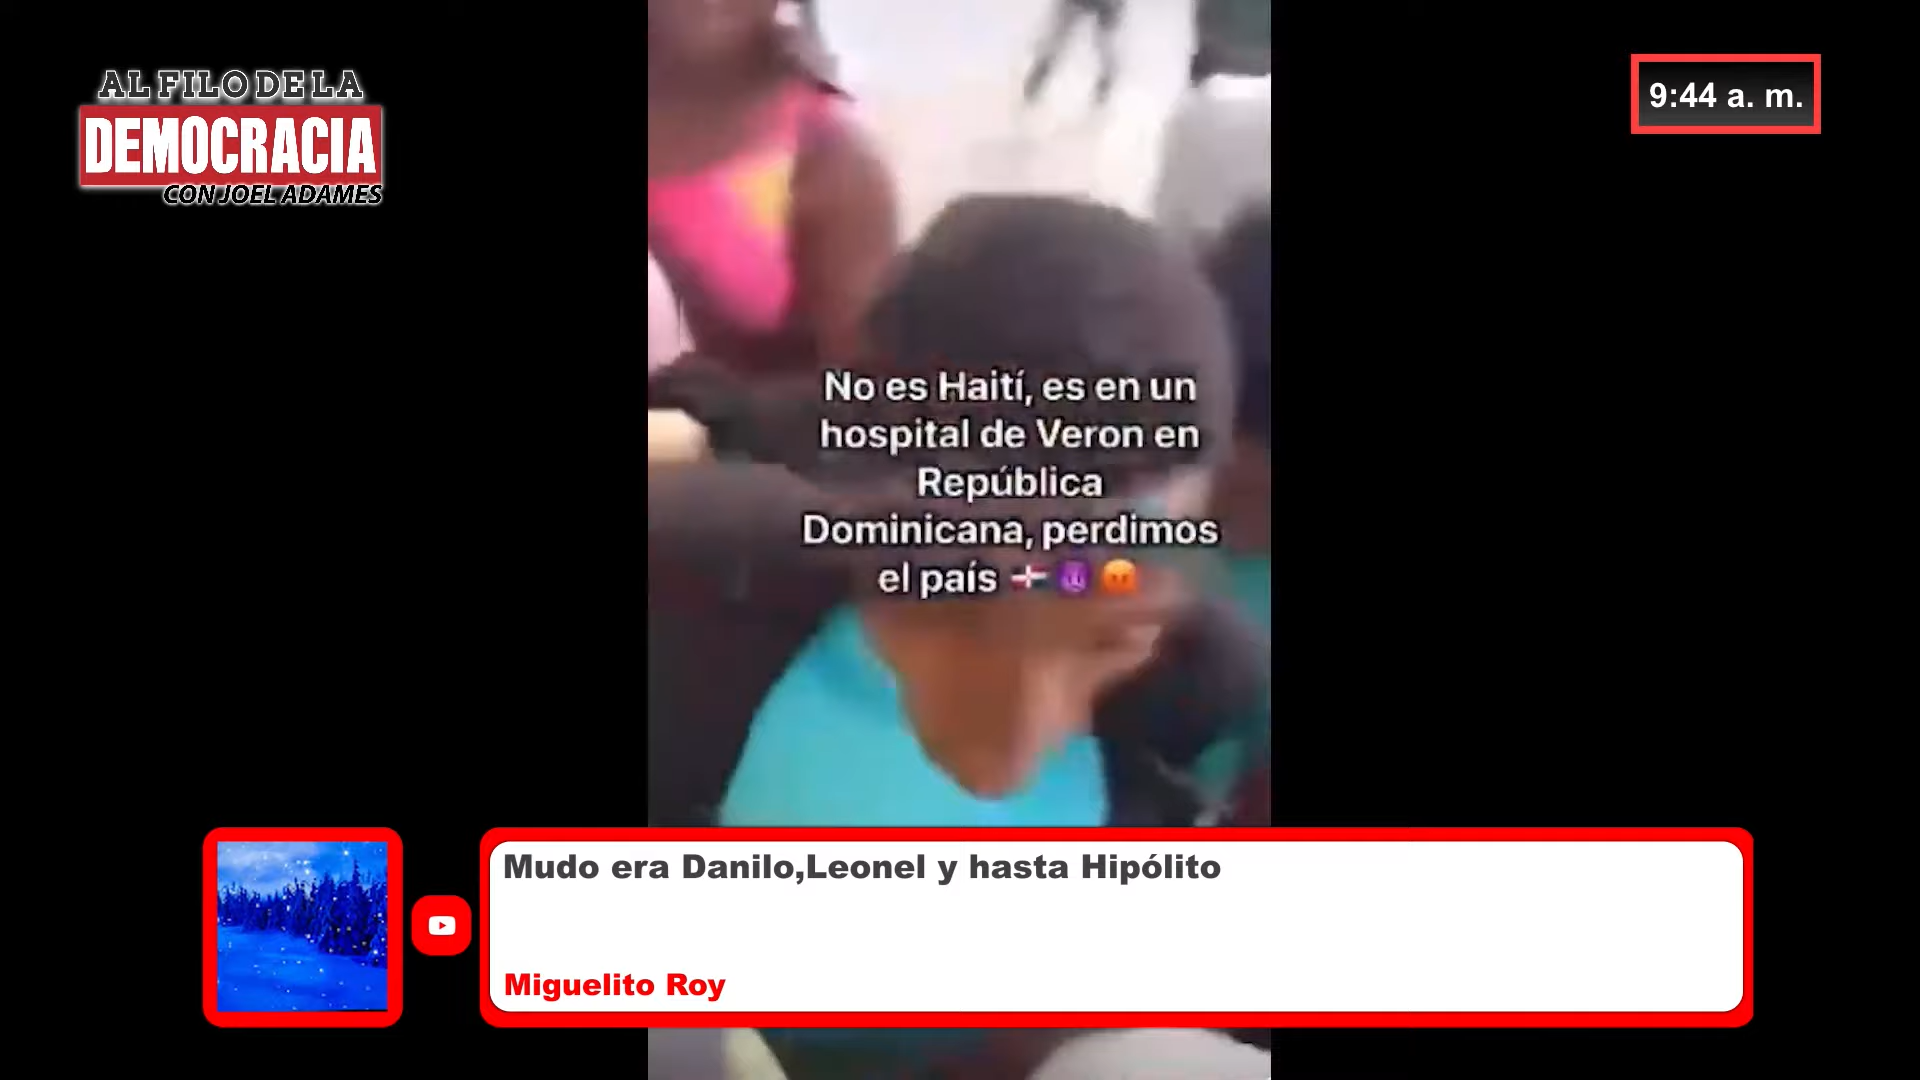 AL FILO DE LA
DEMOCRACIA
CON JOEL ADAMES
9:44 a. m.
No es Haití, es en un
hospital de Veron en
República
Dominicana, perdimos
el país 🇩🇴 😈 😡
Mudo era Danilo,Leonel y hasta Hipólito
Miguelito Roy